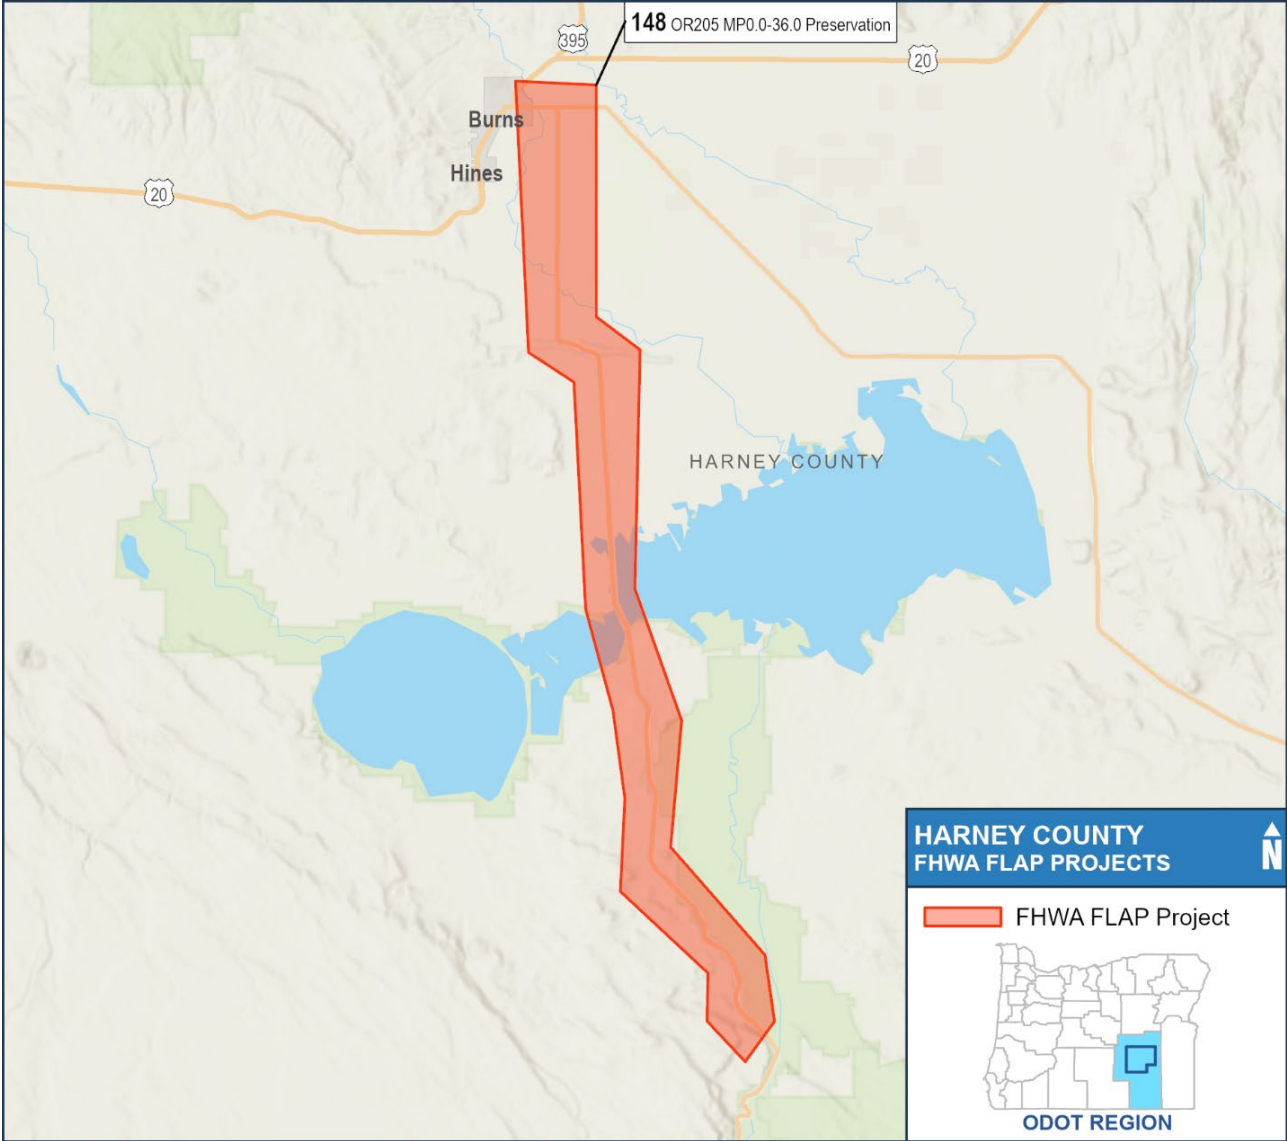 148 OR205 MP0.0-36.0 Preservation
395
20
Burns
Hines
20
HARNEY COUNTY
HARNEY COUNTY
FHWA FLAP PROJECTS
N
FHWA FLAP Project
ODOT REGION